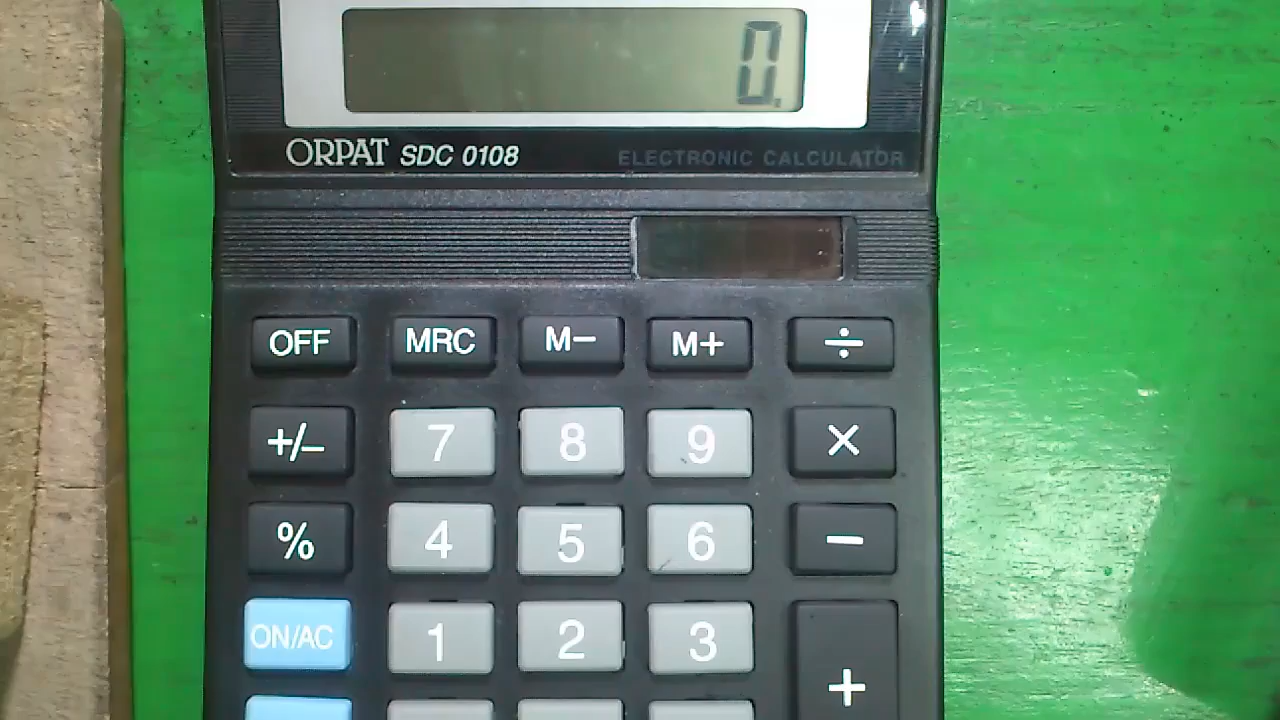 0.
ORPAT SDC 0108 ELECTRONIC CALCULATOR
OFF MRC M− M+ ÷
+/− 7 8 9 ×
% 4 5 6 −
ON/AC 1 2 3 +